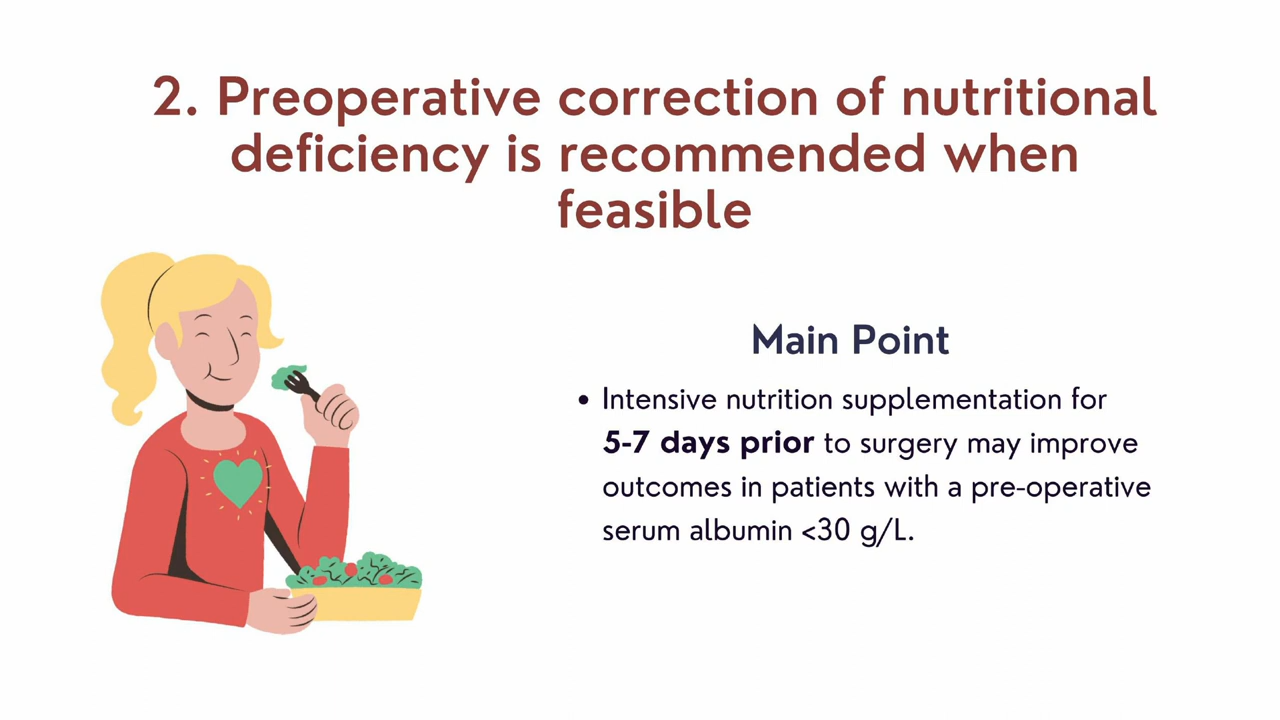 2. Preoperative correction of nutritional
deficiency is recommended when
feasible
Main Point
• Intensive nutrition supplementation for
5-7 days prior to surgery may improve
outcomes in patients with a pre-operative
serum albumin <30 g/L.